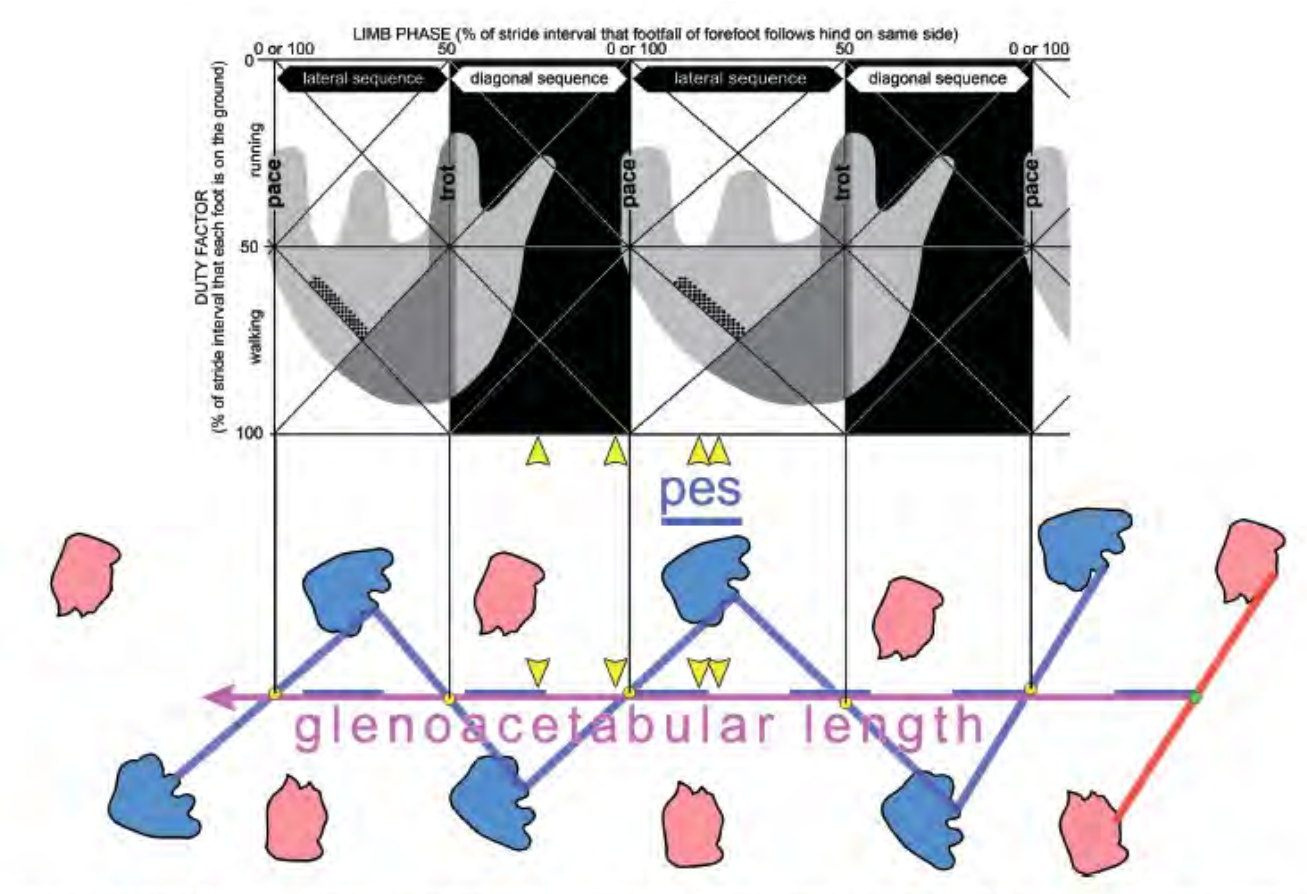 LIMB PHASE (% of stride interval that footfall of forefoot follows hind on same side)
0 or 100 50 0 or 100 50 0 or 100
0
lateral sequence diagonal sequence lateral sequence diagonal sequence
DUTY FACTOR
(% of stride interval that each foot is on the ground)
running
walking
pace trot pace trot pace
50
100
pes
glenoacetabular length